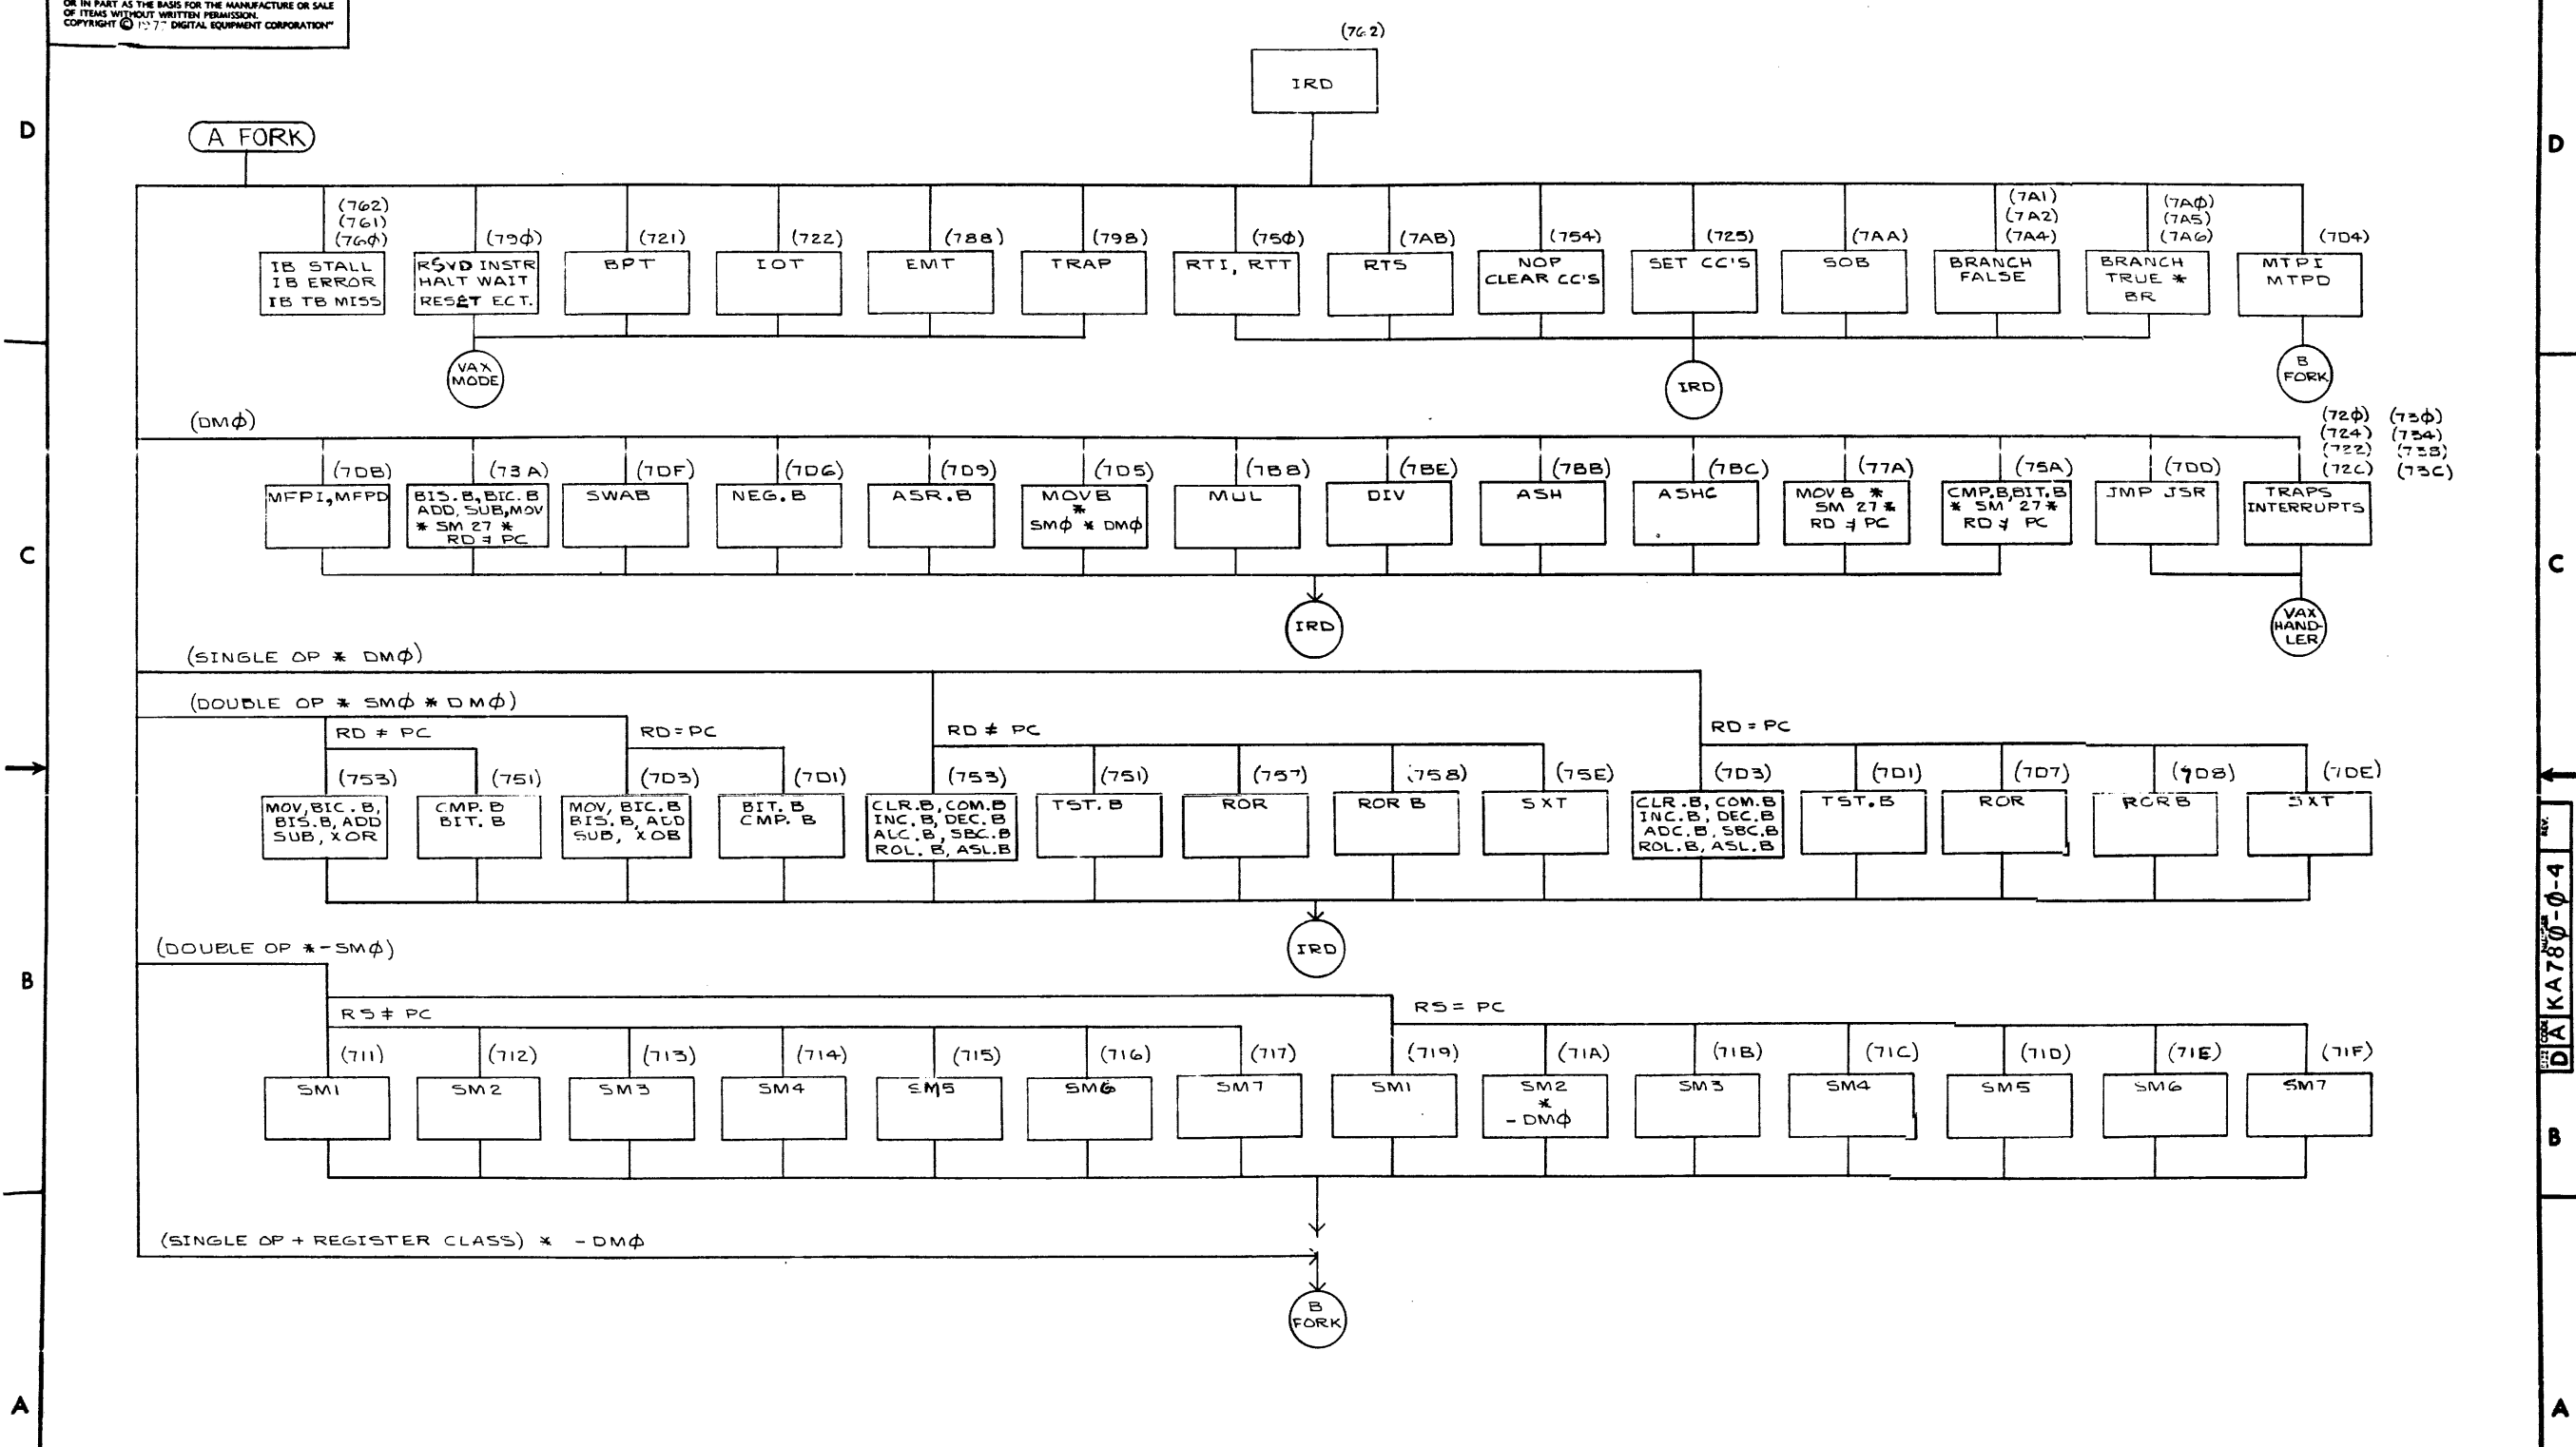 OR IN PART AS THE BASIS FOR THE MANUFACTURE OR SALE
OF ITEMS WITHOUT WRITTEN PERMISSION.
COPYRIGHT © 1977 DIGITAL EQUIPMENT CORPORATION"
(762)
IRD
D
D
A FORK
(762)
(761)
(76φ)
IB STALL
IB ERROR
IB TB MISS
(79φ)
RSVD INSTR
HALT WAIT
RESET ECT.
(721)
BPT
(722)
IOT
(788)
EMT
(798)
TRAP
(75φ)
RTI, RTT
(7AB)
RTS
(754)
NOP
CLEAR CC'S
(725)
SET CC'S
(7AA)
SOB
(7A1)
(7A2)
(7A4)
BRANCH
FALSE
(7Aφ)
(7A5)
(7A6)
BRANCH
TRUE *
BR
(7D4)
MTPI
MTPD
VAX
MODE
IRD
B
FORK
(DMφ)
(7DB)
MFPI,MFPD
(73A)
BIS.B,BIC.B
ADD, SUB,MOV
* SM 27 *
RD ≠ PC
(7DF)
SWAB
(7D6)
NEG.B
(7D9)
ASR.B
(7D5)
MOVB
*
SMφ * DMφ
(7B8)
MUL
(7BE)
DIV
(7BB)
ASH
(7BC)
ASHC
(77A)
MOV B *
SM 27 *
RD ≠ PC
(75A)
CMP.B,BIT.B
* SM 27 *
RD ≠ PC
(7DD)
JMP JSR
(72φ) (73φ)
(724) (734)
(722) (738)
(72C) (73C)
TRAPS
INTERRUPTS
C
C
IRD
VAX
HAND-
LER
(SINGLE OP * DMφ)
(DOUBLE OP * SMφ * DMφ)
RD ≠ PC
RD=PC
RD ≠ PC
RD = PC
(753)
MOV,BIC.B,
BIS.B,ADD
SUB, XOR
(751)
CMP.B
BIT.B
(7D3)
MOV, BIC.B
BIS.B, ADD
SUB, XOB
(7D1)
BIT.B
CMP.B
(753)
CLR.B, COM.B
INC.B, DEC.B
ALC.B, SBC.B
ROL.B, ASL.B
(751)
TST.B
(757)
ROR
(758)
ROR B
(75E)
SXT
(7D3)
CLR.B, COM.B
INC.B, DEC.B
ADC.B, SBC.B
ROL.B, ASL.B
(7D1)
TST.B
(7D7)
ROR
(7D8)
RORB
(7DE)
SXT
IRD
(DOUBLE OP *-SMφ)
B
RS ≠ PC
RS = PC
(711)
SM1
(712)
SM2
(713)
SM3
(714)
SM4
(715)
SM5
(716)
SM6
(717)
SM7
(719)
SM1
(71A)
SM2
*
-DMφ
(71B)
SM3
(71C)
SM4
(71D)
SM5
(71E)
SM6
(71F)
SM7
B
(SINGLE OP + REGISTER CLASS) * -DMφ
B
FORK
A
A
REV.
NUMBER
KA78φ-φ-4
SIZE CODE
D A